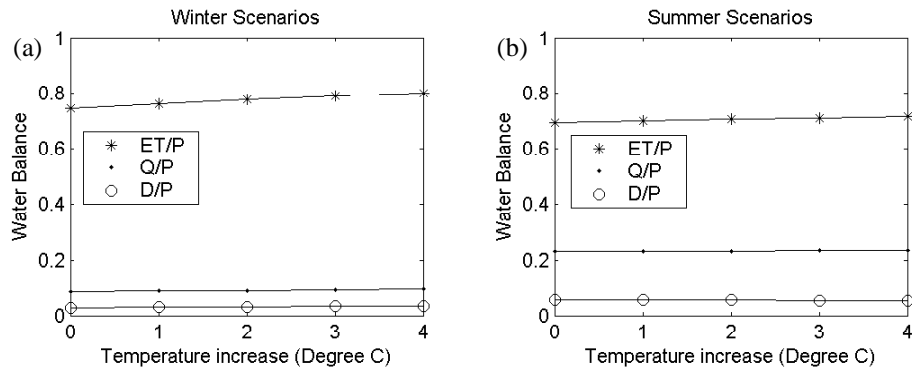 Winter Scenarios
(a)
1
0.8
0.6
0.4
0.2
0
Water Balance
ET/P
Q/P
D/P
0 1 2 3 4
Temperature increase (Degree C)
Summer Scenarios
(b)
1
0.8
0.6
0.4
0.2
0
Water Balance
ET/P
Q/P
D/P
0 1 2 3 4
Temperature increase (Degree C)